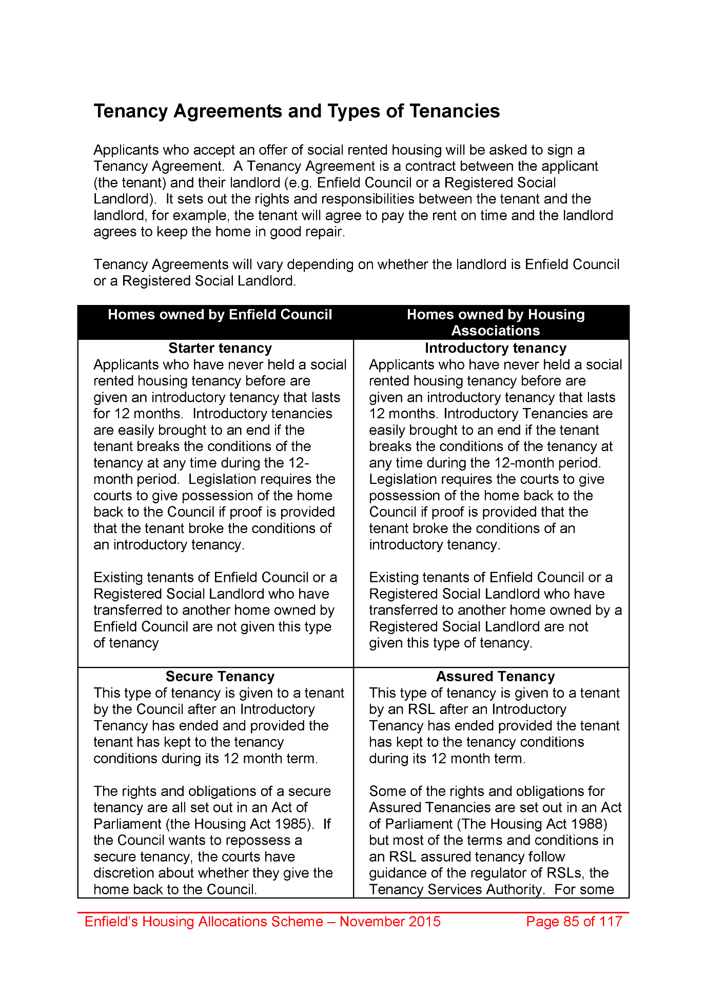 Tenancy Agreements and Types of Tenancies
Applicants who accept an offer of social rented housing will be asked to sign a
Tenancy Agreement.  A Tenancy Agreement is a contract between the applicant
(the tenant) and their landlord (e.g. Enfield Council or a Registered Social
Landlord).  It sets out the rights and responsibilities between the tenant and the
landlord, for example, the tenant will agree to pay the rent on time and the landlord
agrees to keep the home in good repair.
Tenancy Agreements will vary depending on whether the landlord is Enfield Council
or a Registered Social Landlord.
Homes owned by Enfield Council
Homes owned by Housing
Associations
Starter tenancy
Applicants who have never held a social
rented housing tenancy before are
given an introductory tenancy that lasts
for 12 months.  Introductory tenancies
are easily brought to an end if the
tenant breaks the conditions of the
tenancy at any time during the 12-
month period.  Legislation requires the
courts to give possession of the home
back to the Council if proof is provided
that the tenant broke the conditions of
an introductory tenancy.
Existing tenants of Enfield Council or a
Registered Social Landlord who have
transferred to another home owned by
Enfield Council are not given this type
of tenancy
Introductory tenancy
Applicants who have never held a social
rented housing tenancy before are
given an introductory tenancy that lasts
12 months. Introductory Tenancies are
easily brought to an end if the tenant
breaks the conditions of the tenancy at
any time during the 12-month period.
Legislation requires the courts to give
possession of the home back to the
Council if proof is provided that the
tenant broke the conditions of an
introductory tenancy.
Existing tenants of Enfield Council or a
Registered Social Landlord who have
transferred to another home owned by a
Registered Social Landlord are not
given this type of tenancy.
Secure Tenancy
This type of tenancy is given to a tenant
by the Council after an Introductory
Tenancy has ended and provided the
tenant has kept to the tenancy
conditions during its 12 month term.
The rights and obligations of a secure
tenancy are all set out in an Act of
Parliament (the Housing Act 1985).  If
the Council wants to repossess a
secure tenancy, the courts have
discretion about whether they give the
home back to the Council.
Assured Tenancy
This type of tenancy is given to a tenant
by an RSL after an Introductory
Tenancy has ended provided the tenant
has kept to the tenancy conditions
during its 12 month term.
Some of the rights and obligations for
Assured Tenancies are set out in an Act
of Parliament (The Housing Act 1988)
but most of the terms and conditions in
an RSL assured tenancy follow
guidance of the regulator of RSLs, the
Tenancy Services Authority.  For some
Enfield’s Housing Allocations Scheme – November 2015
Page 85 of 117